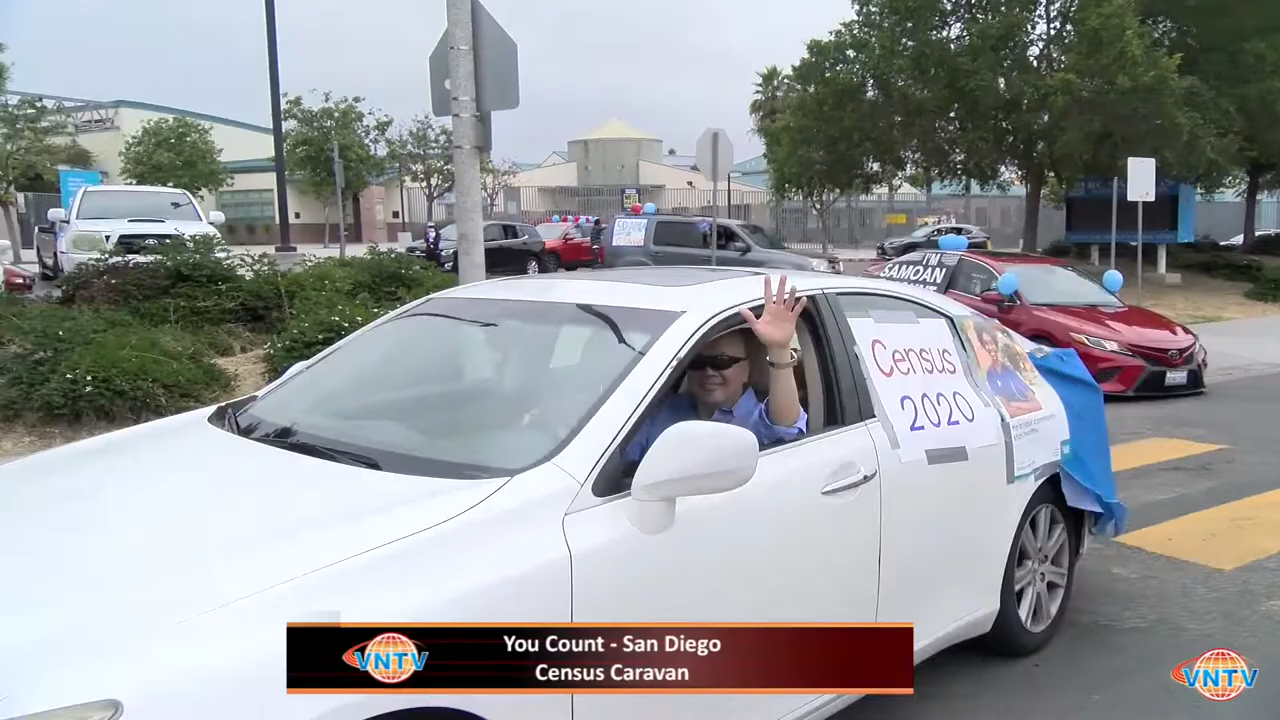 I'M
SAMOAN
Census
2020
You Count - San Diego
Census Caravan
VNTV
VNTV